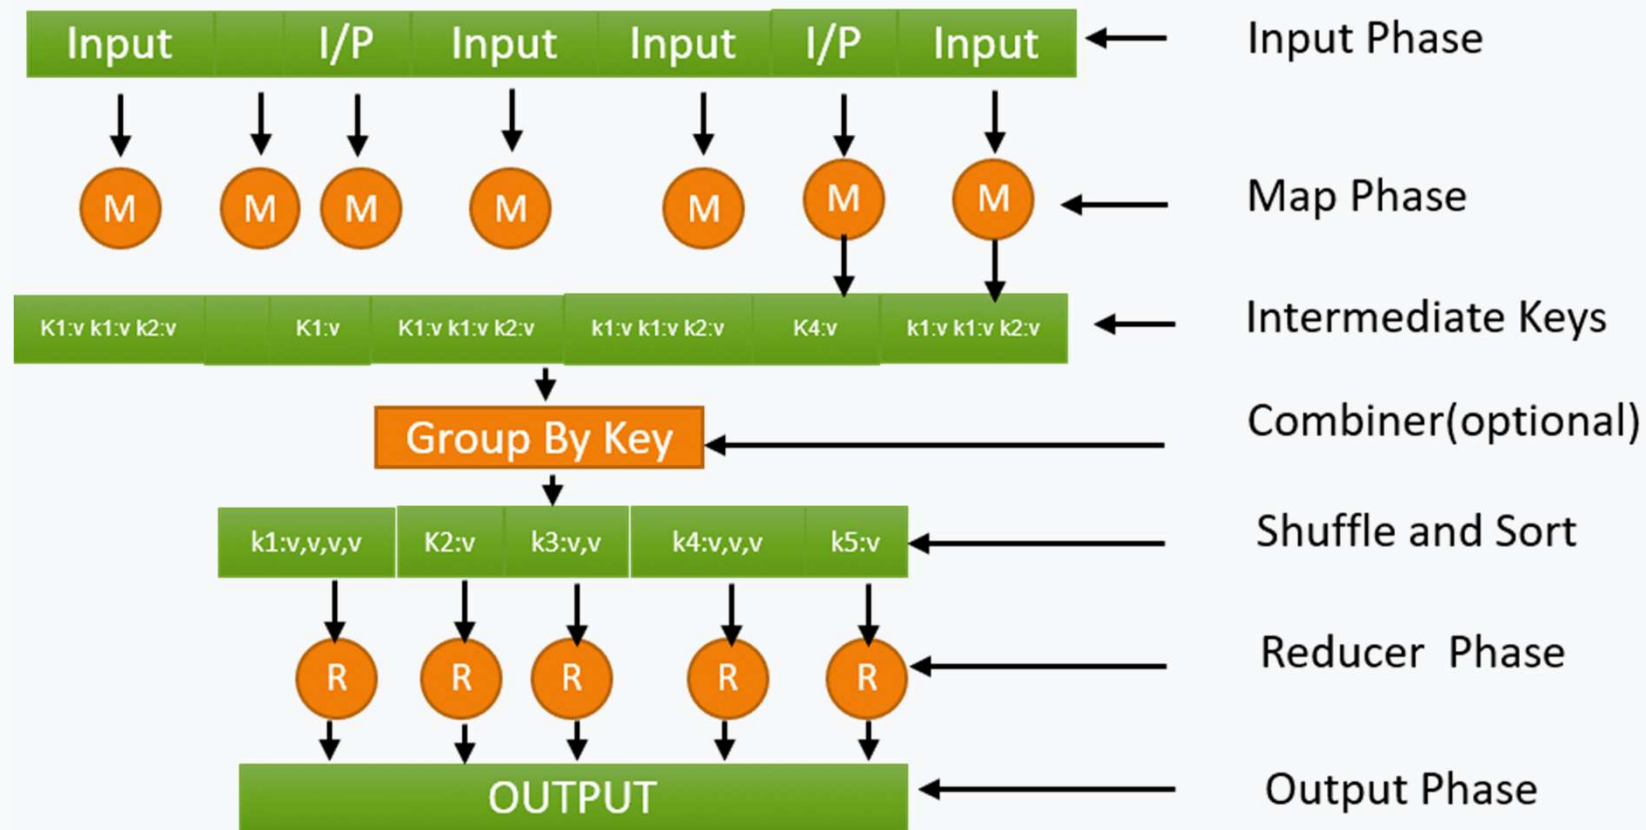 Input I/P Input Input I/P Input Input Phase
M M M M M M M Map Phase
K1:v k1:v k2:v K1:v K1:v k1:v k2:v k1:v k1:v k2:v K4:v k1:v k1:v k2:v Intermediate Keys
Group By Key Combiner(optional)
k1:v,v,v,v K2:v k3:v,v k4:v,v,v k5:v Shuffle and Sort
R R R R R Reducer Phase
OUTPUT Output Phase